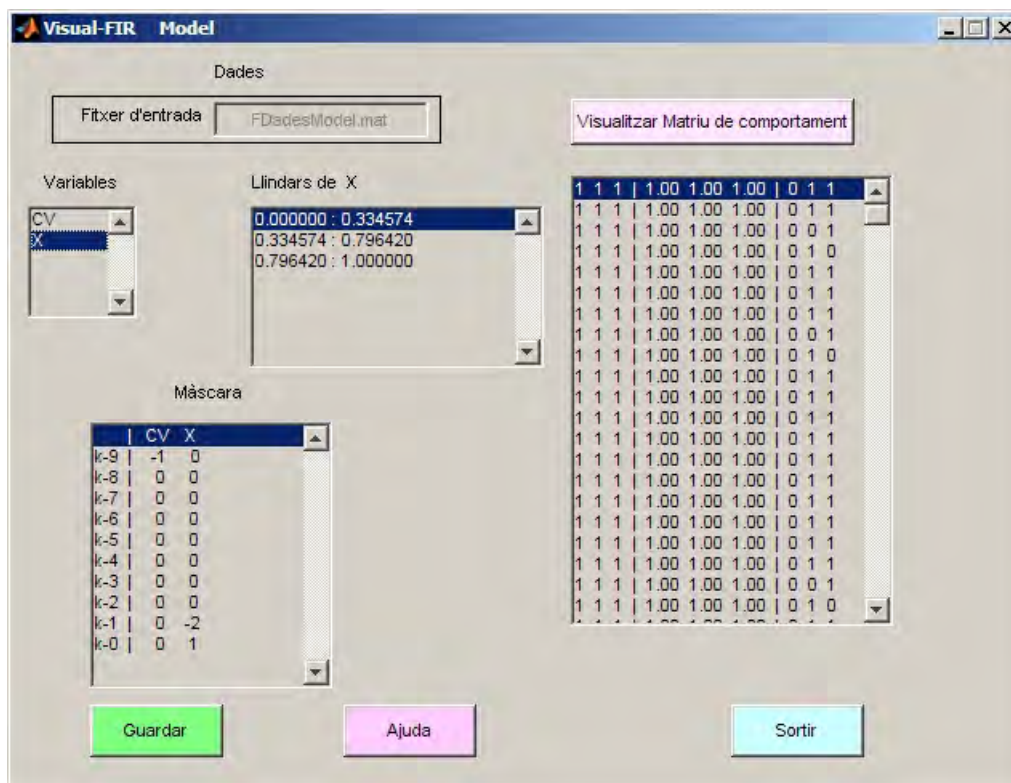 Visual-FIR Model
Dades
Fitxer d'entrada FDadesModel.mat
Visualitzar Matriu de comportament
Variables
CV
X
Llindars de X
0.000000 : 0.334574
0.334574 : 0.796420
0.796420 : 1.000000
Màscara
| CV X
k-9 | -1 0
k-8 | 0 0
k-7 | 0 0
k-6 | 0 0
k-5 | 0 0
k-4 | 0 0
k-3 | 0 0
k-2 | 0 0
k-1 | 0 -2
k-0 | 0 1
1 1 1 | 1.00 1.00 1.00 | 0 1 1
1 1 1 | 1.00 1.00 1.00 | 0 1 1
1 1 1 | 1.00 1.00 1.00 | 0 0 1
1 1 1 | 1.00 1.00 1.00 | 0 1 0
1 1 1 | 1.00 1.00 1.00 | 0 1 1
1 1 1 | 1.00 1.00 1.00 | 0 1 1
1 1 1 | 1.00 1.00 1.00 | 0 1 1
1 1 1 | 1.00 1.00 1.00 | 0 0 1
1 1 1 | 1.00 1.00 1.00 | 0 1 0
1 1 1 | 1.00 1.00 1.00 | 0 1 1
1 1 1 | 1.00 1.00 1.00 | 0 1 1
1 1 1 | 1.00 1.00 1.00 | 0 1 1
1 1 1 | 1.00 1.00 1.00 | 0 1 1
1 1 1 | 1.00 1.00 1.00 | 0 1 1
1 1 1 | 1.00 1.00 1.00 | 0 1 1
1 1 1 | 1.00 1.00 1.00 | 0 1 1
1 1 1 | 1.00 1.00 1.00 | 0 1 1
1 1 1 | 1.00 1.00 1.00 | 0 1 1
1 1 1 | 1.00 1.00 1.00 | 0 1 1
1 1 1 | 1.00 1.00 1.00 | 0 0 1
1 1 1 | 1.00 1.00 1.00 | 0 1 0
Guardar
Ajuda
Sortir